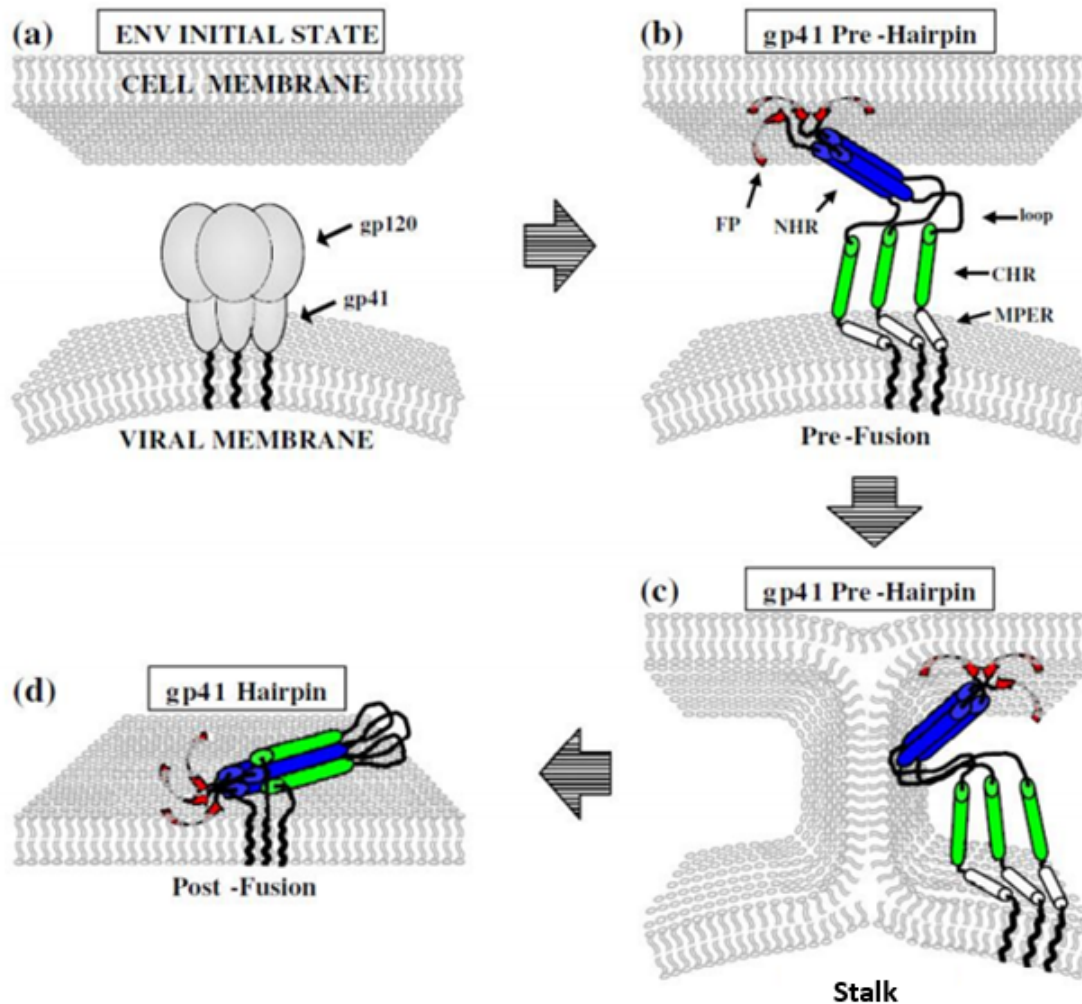 (a)
ENV INITIAL STATE
CELL MEMBRANE
gp120
gp41
VIRAL MEMBRANE
(b)
gp41 Pre -Hairpin
FP
NHR
loop
CHR
MPER
Pre -Fusion
(c)
gp41 Pre -Hairpin
Stalk
(d)
gp41 Hairpin
Post -Fusion